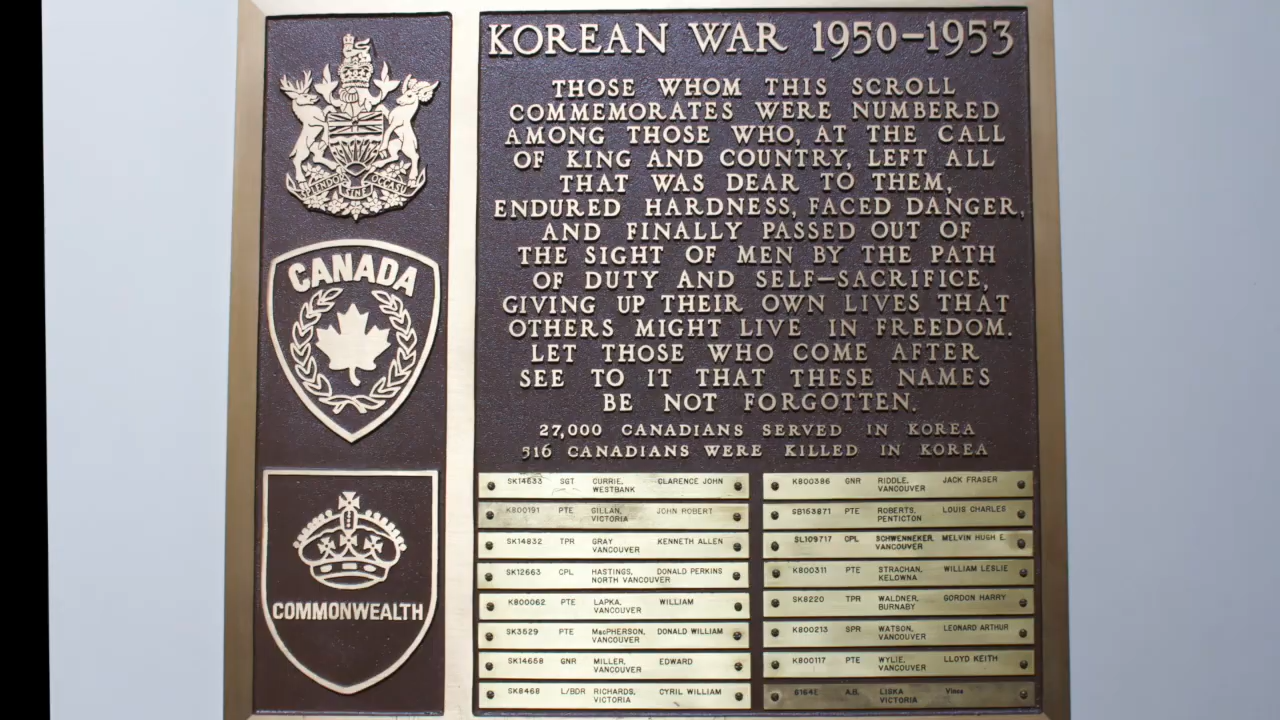 SPLENDOR SINE OCCASU
CANADA
COMMONWEALTH
KOREAN WAR 1950-1953
THOSE WHOM THIS SCROLL
COMMEMORATES WERE NUMBERED
AMONG THOSE WHO, AT THE CALL
OF KING AND COUNTRY, LEFT ALL
THAT WAS DEAR TO THEM,
ENDURED HARDNESS, FACED DANGER,
AND FINALLY PASSED OUT OF
THE SIGHT OF MEN BY THE PATH
OF DUTY AND SELF-SACRIFICE,
GIVING UP THEIR OWN LIVES THAT
OTHERS MIGHT LIVE IN FREEDOM.
LET THOSE WHO COME AFTER
SEE TO IT THAT THESE NAMES
BE NOT FORGOTTEN.
27,000 CANADIANS SERVED IN KOREA
516 CANADIANS WERE KILLED IN KOREA
SK14633 SGT CURRIE, CLARENCE JOHN
WESTBANK
K800191 PTE GILLAN, JOHN ROBERT
VICTORIA
SK14832 TPR GRAY KENNETH ALLEN
VANCOUVER
SK12663 CPL HASTINGS, DONALD PERKINS
NORTH VANCOUVER
K800062 PTE LAPKA, WILLIAM
VANCOUVER
SK3629 PTE MacPHERSON, DONALD WILLIAM
VANCOUVER
SK14658 GNR MILLER, EDWARD
VANCOUVER
SK8468 L/BDR RICHARDS, CYRIL WILLIAM
VICTORIA
K800386 GNR RIDDLE, JACK FRASER
VANCOUVER
SB163871 PTE ROBERTS, LOUIS CHARLES
PENTICTON
SL109717 CPL SCHWENNEKER, MELVIN HUGH E.
VANCOUVER
K800311 PTE STRACHAN, WILLIAM LESLIE
KELOWNA
SK8220 TPR WALDNER, GORDON HARRY
BURNABY
K800213 SPR WATSON, LEONARD ARTHUR
VANCOUVER
K800117 PTE WYLIE, LLOYD KEITH
VANCOUVER
6164E A.B. LISKA Vince
VICTORIA